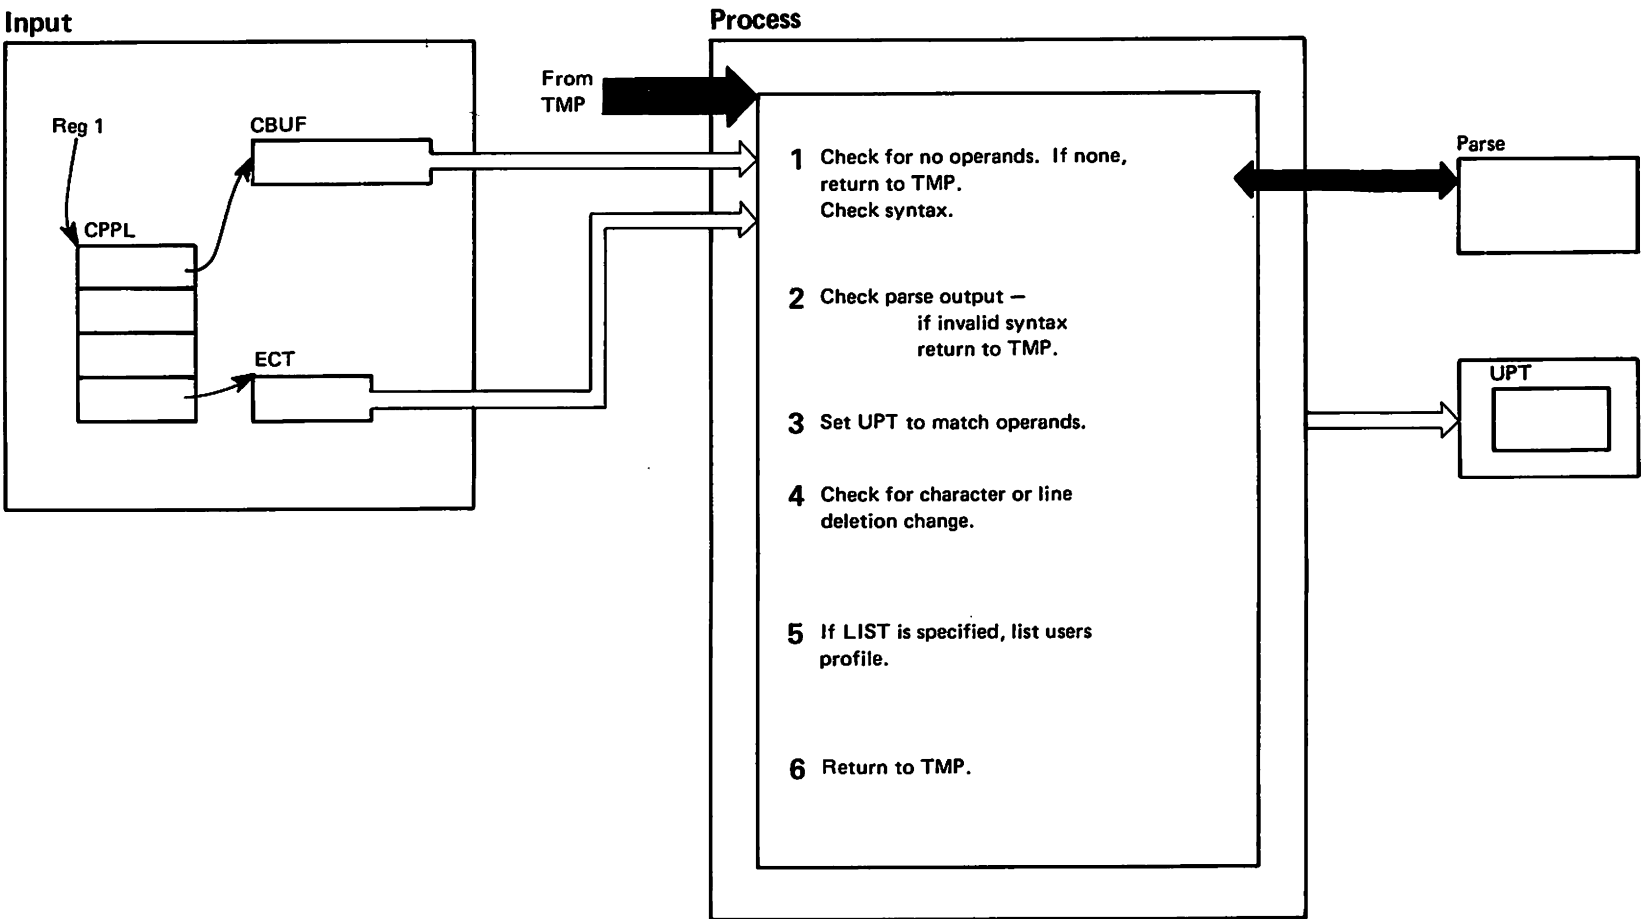 Input
Process
From
TMP
Reg 1
CBUF
CPPL
ECT
1 Check for no operands. If none,
return to TMP.
Check syntax.
Parse
2 Check parse output —
if invalid syntax
return to TMP.
UPT
3 Set UPT to match operands.
4 Check for character or line
deletion change.
5 If LIST is specified, list users
profile.
6 Return to TMP.